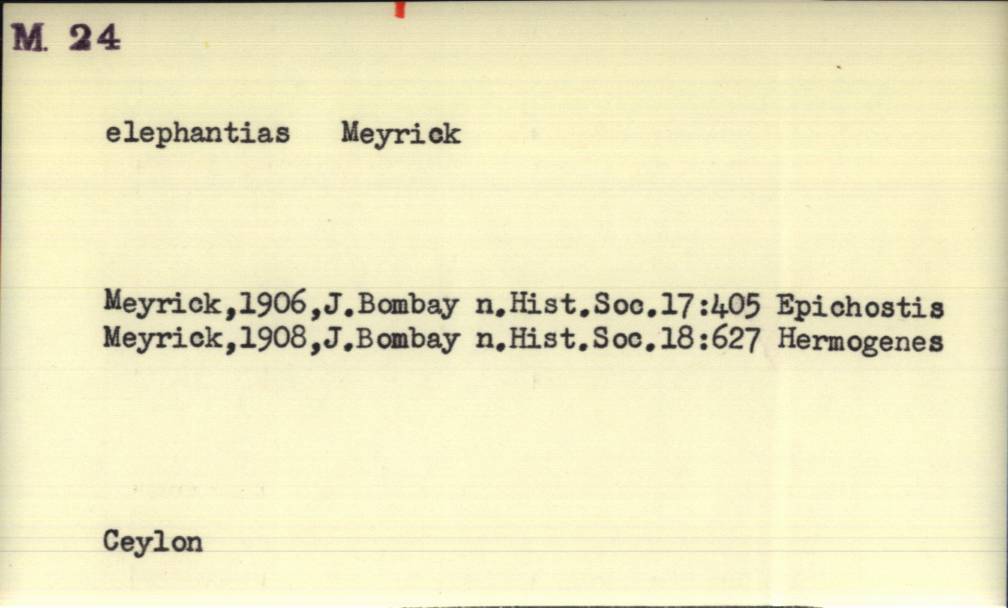 M. 24
elephantias Meyrick
Meyrick,1906,J.Bombay n.Hist.Soc.17:405 Epichostis
Meyrick,1908,J.Bombay n.Hist.Soc.18:627 Hermogenes
Ceylon